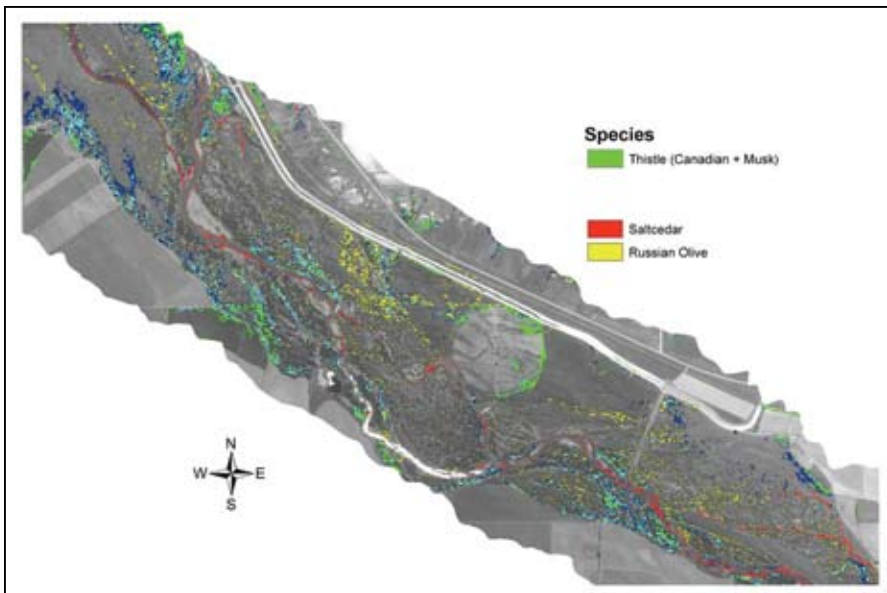 Species
Thistle (Canadian + Musk)
Saltcedar
Russian Olive
N
W E
S